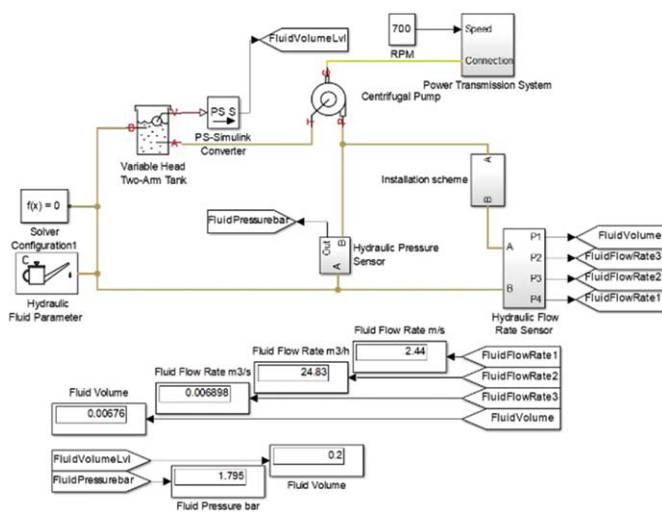 FluidVolumeLvl
700
RPM
Speed
Connection
Power Transmission System
Centrifugal Pump
T
P
B
V
A
PS S
PS-Simulink
Converter
Variable Head
Two-Arm Tank
f(x) = 0
Solver
Configuration1
C
Hydraulic
Fluid Parameter
FluidPressurebar
Out
B
A
Hydraulic Pressure
Sensor
A
Installation scheme
B
A
B
P1
P2
P3
P4
Hydraulic Flow
Rate Sensor
FluidVolume
FluidFlowRate3
FluidFlowRate2
FluidFlowRate1
Fluid Flow Rate m/s
2.44
Fluid Flow Rate m3/h
24.83
Fluid Flow Rate m3/s
0.006898
Fluid Volume
0.00676
FluidFlowRate1
FluidFlowRate2
FluidFlowRate3
FluidVolume
FluidVolumeLvl
0.2
Fluid Volume
FluidPressurebar
1.795
Fluid Pressure bar